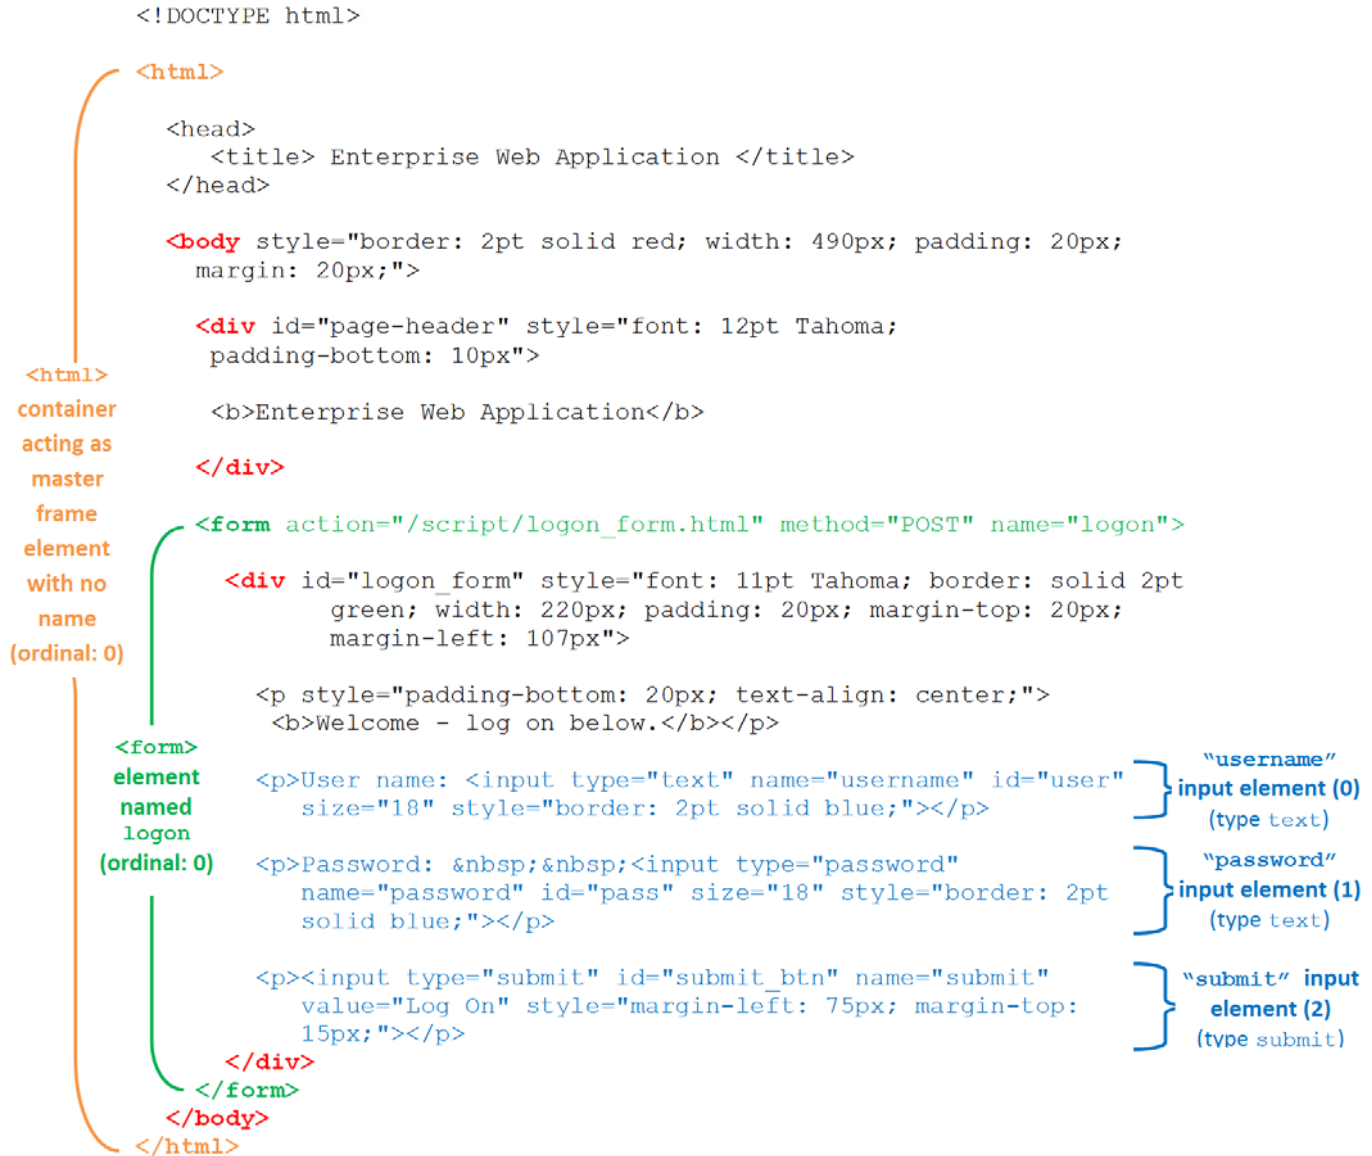 <!DOCTYPE html>
<html>
<head>
<title> Enterprise Web Application </title>
</head>
<body style="border: 2pt solid red; width: 490px; padding: 20px;
margin: 20px;">
<div id="page-header" style="font: 12pt Tahoma;
padding-bottom: 10px">
<b>Enterprise Web Application</b>
</div>
<html>
container
acting as
master
frame
element
with no
name
(ordinal: 0)
<form action="/script/logon_form.html" method="POST" name="logon">
<div id="logon_form" style="font: 11pt Tahoma; border: solid 2pt
green; width: 220px; padding: 20px; margin-top: 20px;
margin-left: 107px">
<p style="padding-bottom: 20px; text-align: center;">
<b>Welcome - log on below.</b></p>
<form>
element
named
logon
(ordinal: 0)
<p>User name: <input type="text" name="username" id="user"
size="18" style="border: 2pt solid blue;"></p>
"username"
input element (0)
(type text)
<p>Password: &nbsp;&nbsp;<input type="password"
name="password" id="pass" size="18" style="border: 2pt
solid blue;"></p>
"password"
input element (1)
(type text)
<p><input type="submit" id="submit_btn" name="submit"
value="Log On" style="margin-left: 75px; margin-top:
15px;"></p>
"submit" input
element (2)
(type submit)
</div>
</form>
</body>
</html>